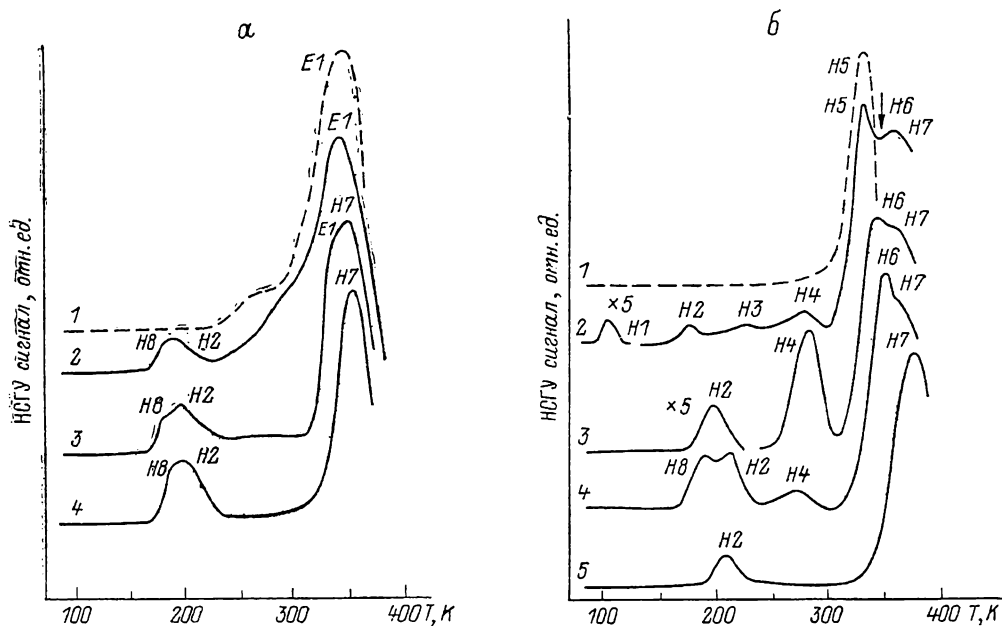 а
НСГУ сигнал, отн.ед.
E1
E1
H7
E1
H7
1
2
H8
H2
3
H8
H2
4
H8
H2
100
200
300
400 T, K
б
НСГУ сигнал, отн.ед.
H5
H5
H6
H7
1
H6
H7
×5
2
H1
H2
H3
H4
H6
H7
H4
H7
×5
H2
3
H8
H2
H4
4
H2
5
100
200
300
400 T, K